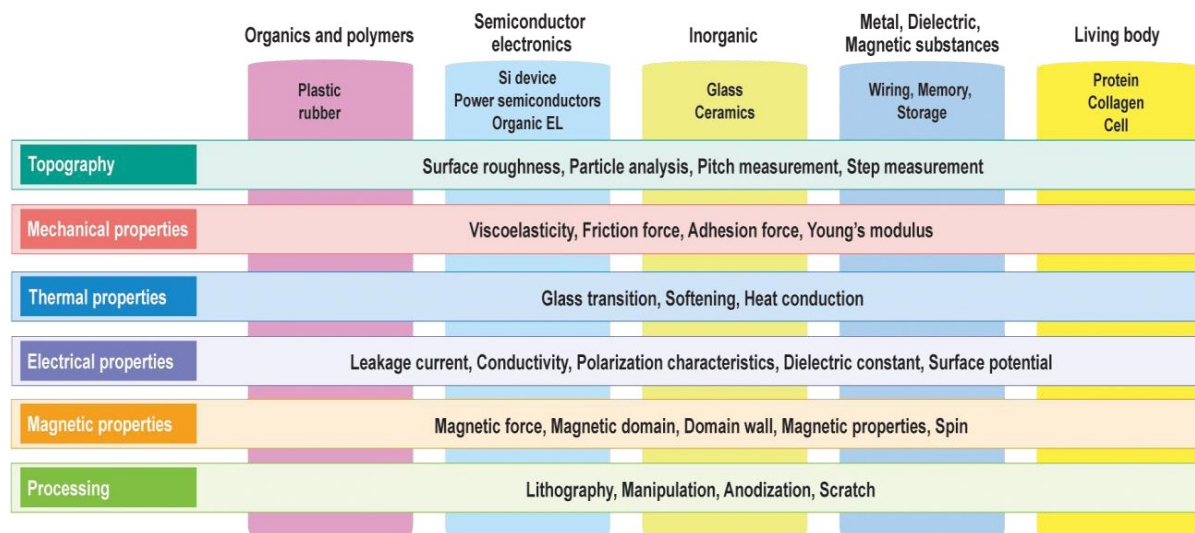 Organics and polymers
Semiconductor
electronics
Inorganic
Metal, Dielectric,
Magnetic substances
Living body
Plastic
rubber
Si device
Power semiconductors
Organic EL
Glass
Ceramics
Wiring, Memory,
Storage
Protein
Collagen
Cell
Topography
Surface roughness, Particle analysis, Pitch measurement, Step measurement
Mechanical properties
Viscoelasticity, Friction force, Adhesion force, Young's modulus
Thermal properties
Glass transition, Softening, Heat conduction
Electrical properties
Leakage current, Conductivity, Polarization characteristics, Dielectric constant, Surface potential
Magnetic properties
Magnetic force, Magnetic domain, Domain wall, Magnetic properties, Spin
Processing
Lithography, Manipulation, Anodization, Scratch